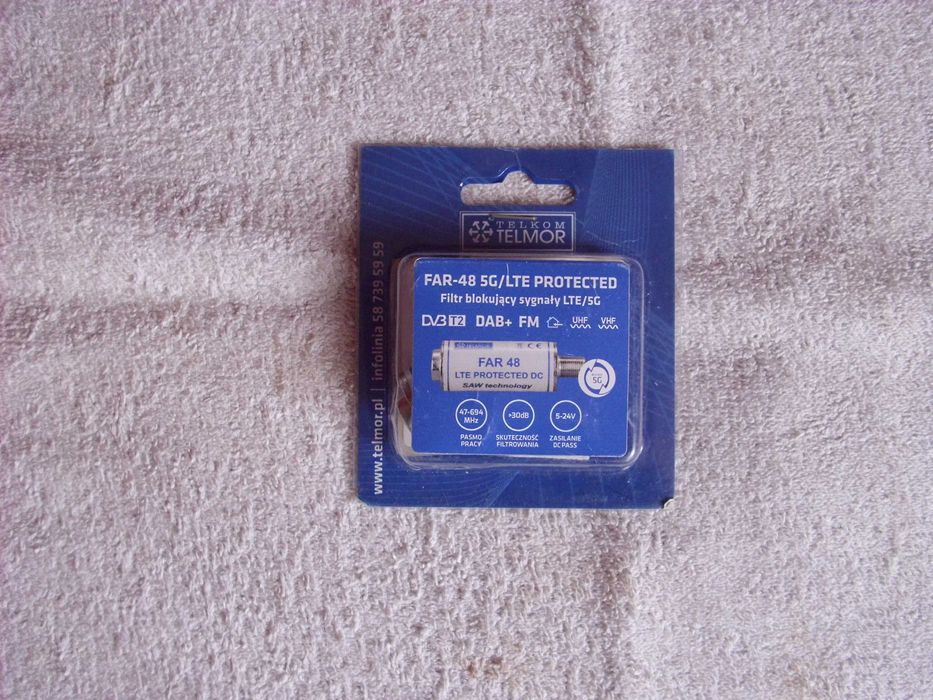 TELKOM
TELMOR
www.telmor.pl | infolinia 58 739 59 59
FAR-48 5G/LTE PROTECTED
Filtr blokujący sygnały LTE/5G
DVB T2 DAB+ FM UHF VHF
CE
FAR 48
LTE PROTECTED DC
SAW technology
5G
47-694
MHz
>30dB
5-24V
PASMO
PRACY
SKUTECZNOŚĆ
FILTROWANIA
ZASILANIE
DC PASS